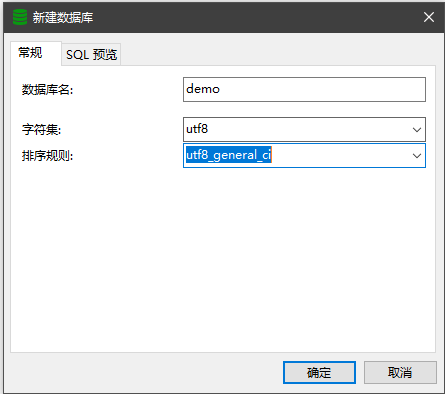 新建数据库
常规
SQL 预览
数据库名: demo
字符集: utf8
排序规则: utf8_general_ci
确定 取消